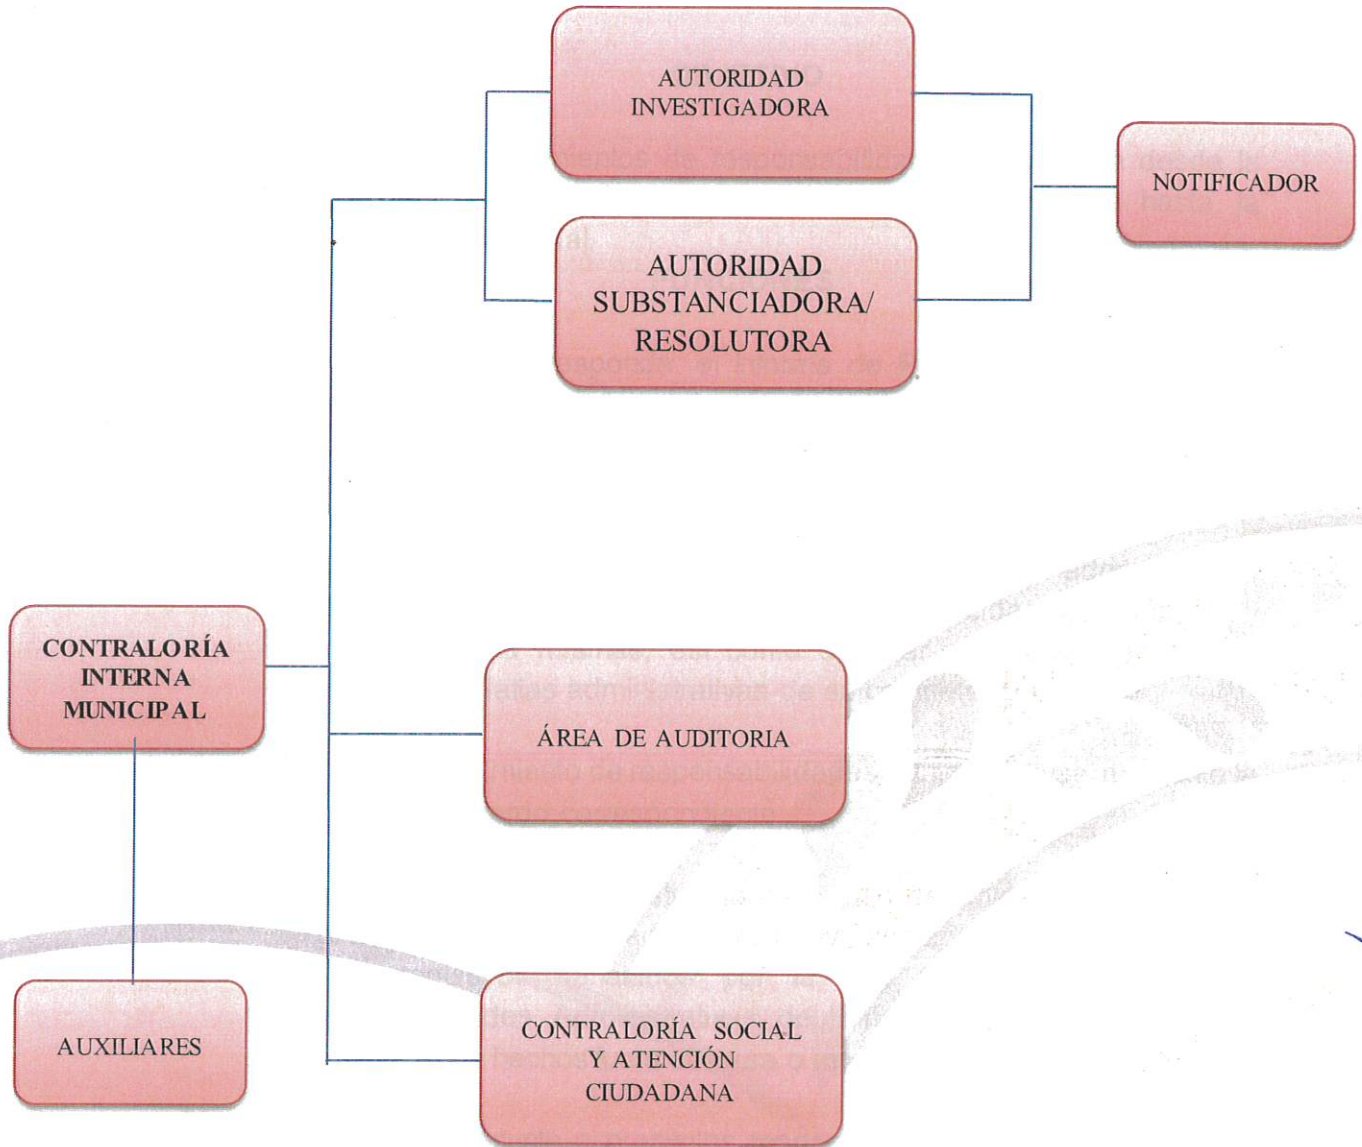 AUTORIDAD
INVESTIGADORA
NOTIFICADOR
AUTORIDAD
SUBSTANCIADORA/
RESOLUTORA
CONTRALORÍA
INTERNA
MUNICIPAL
ÁREA DE AUDITORIA
AUXILIARES
CONTRALORÍA SOCIAL
Y ATENCIÓN
CIUDADANA